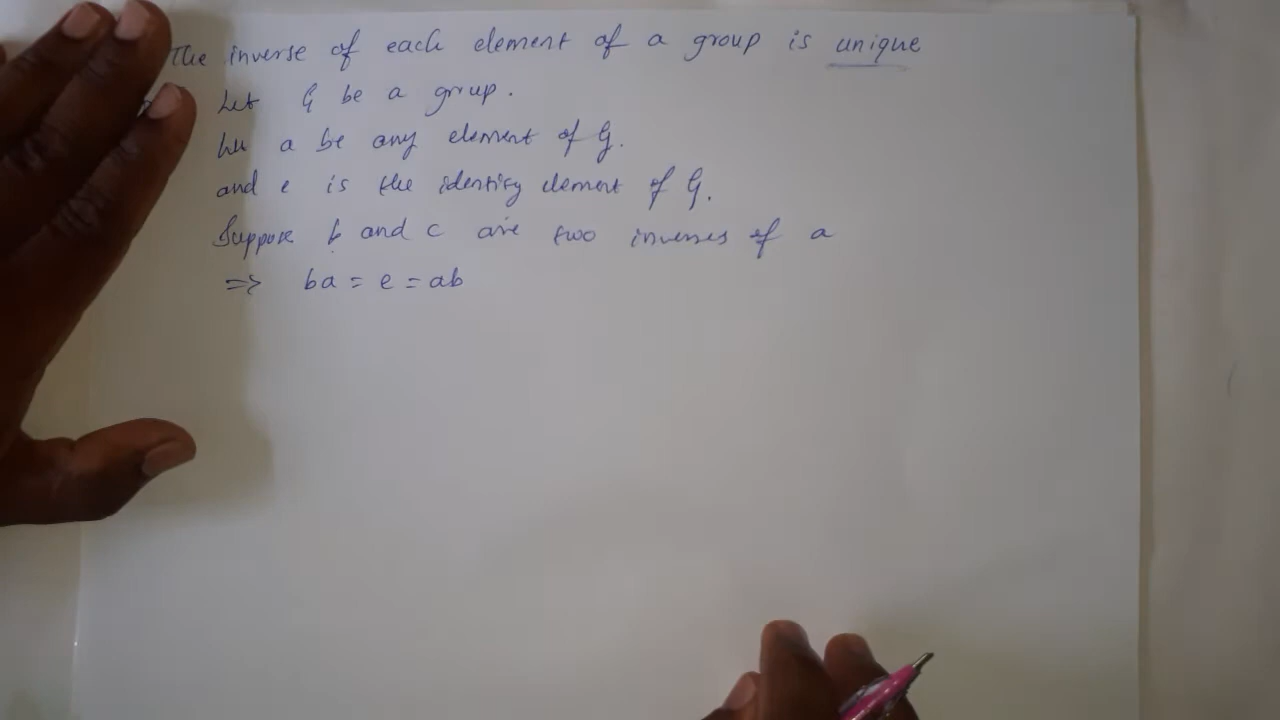 The inverse of each element of a group is unique
Let G be a group.
Let a be any element of G.
and e is the identity element of G.
Suppose b and c are two inverses of a
=> ba = e = ab